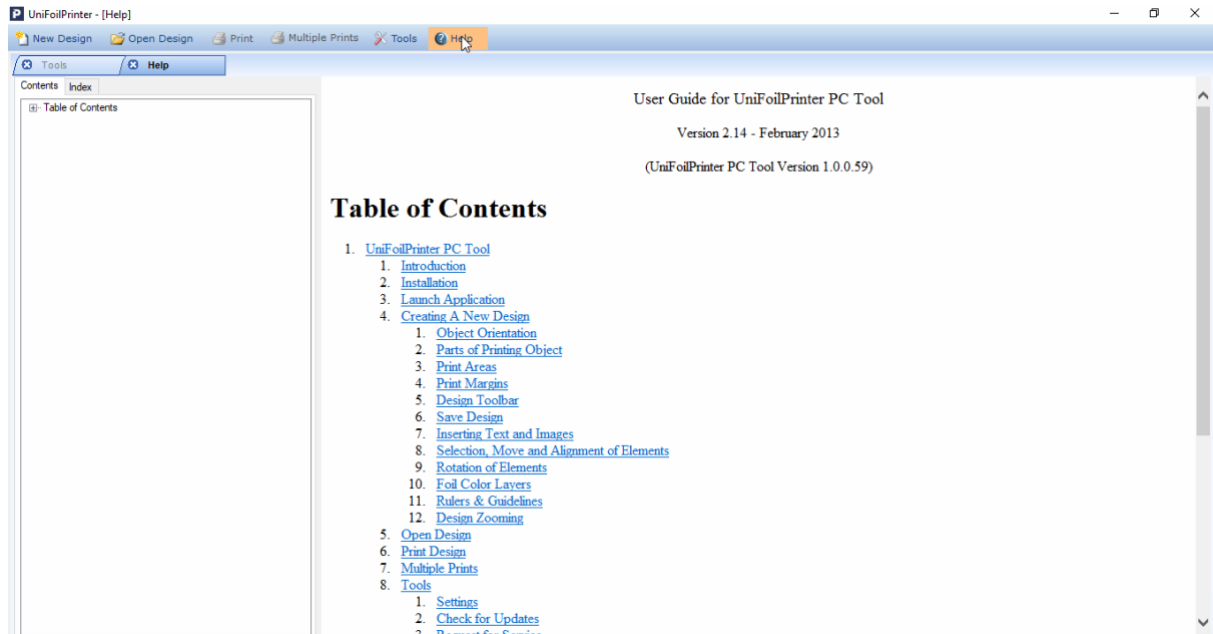 UniFoilPrinter - [Help]
New Design Open Design Print Multiple Prints Tools Help
Tools Help
Contents Index
Table of Contents
User Guide for UniFoilPrinter PC Tool
Version 2.14 - February 2013
(UniFoilPrinter PC Tool Version 1.0.0.59)
Table of Contents
1. UniFoilPrinter PC Tool
1. Introduction
2. Installation
3. Launch Application
4. Creating A New Design
1. Object Orientation
2. Parts of Printing Object
3. Print Areas
4. Print Margins
5. Design Toolbar
6. Save Design
7. Inserting Text and Images
8. Selection, Move and Alignment of Elements
9. Rotation of Elements
10. Foil Color Layers
11. Rulers & Guidelines
12. Design Zooming
5. Open Design
6. Print Design
7. Multiple Prints
8. Tools
1. Settings
2. Check for Updates
3. Request for Service